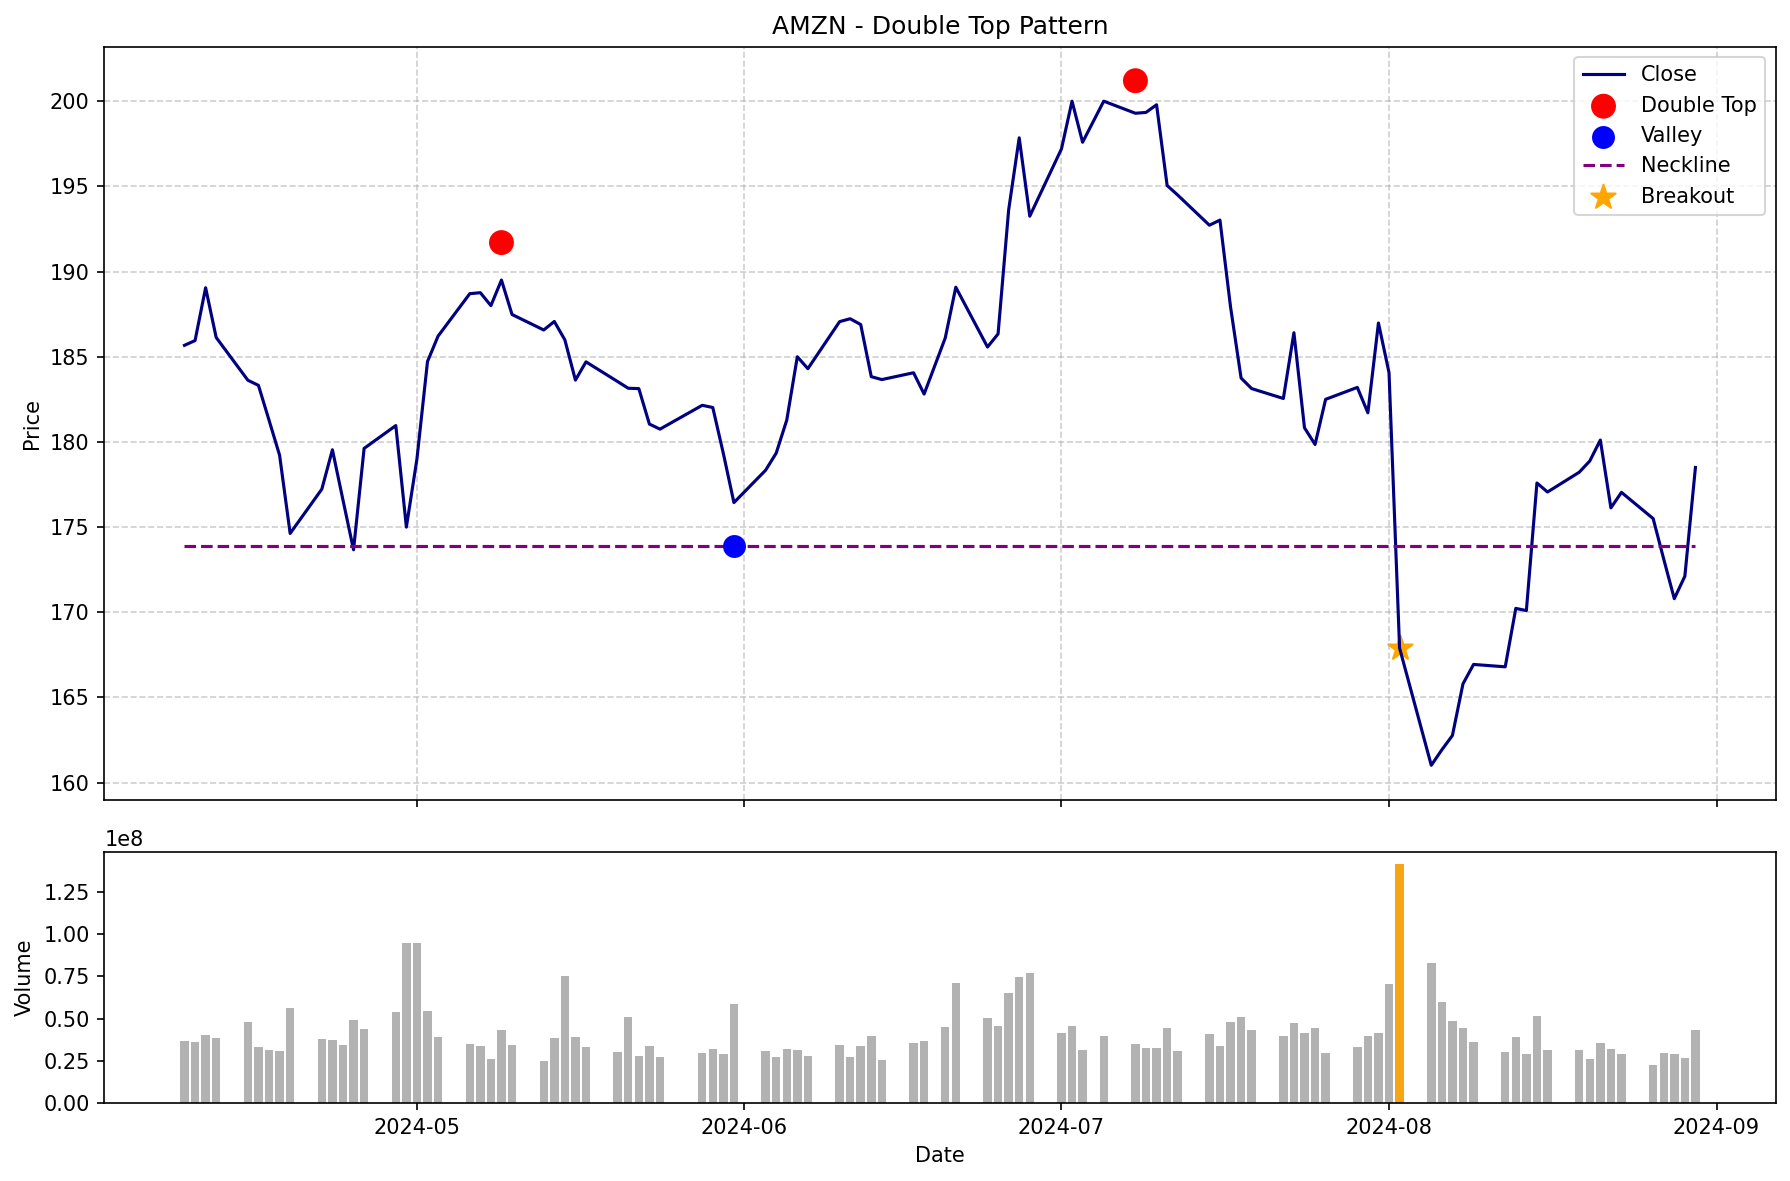 AMZN - Double Top Pattern
Close
Double Top
Valley
Neckline
Breakout
Price
200
195
190
185
180
175
170
165
160
1e8
Volume
1.25
1.00
0.75
0.50
0.25
0.00
2024-05
2024-06
2024-07
2024-08
2024-09
Date